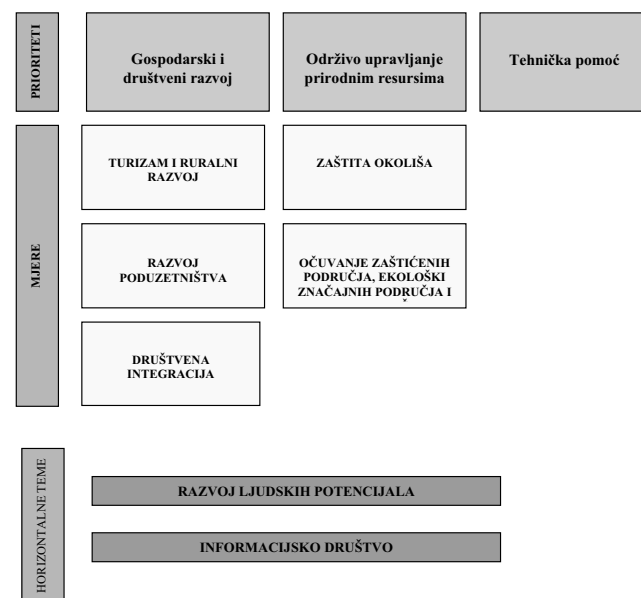 PRIORITETI
Gospodarski i
društveni razvoj
Održivo upravljanje
prirodnim resursima
Tehnička pomoć
MJERE
TURIZAM I RURALNI
RAZVOJ
ZAŠTITA OKOLIŠA
RAZVOJ
PODUZETNIŠTVA
OČUVANJE ZAŠTIĆENIH
PODRUČJA, EKOLOŠKI
ZNAČAJNIH PODRUČJA I
DRUŠTVENA
INTEGRACIJA
HORIZONTALNE TEME
RAZVOJ LJUDSKIH POTENCIJALA
INFORMACIJSKO DRUŠTVO